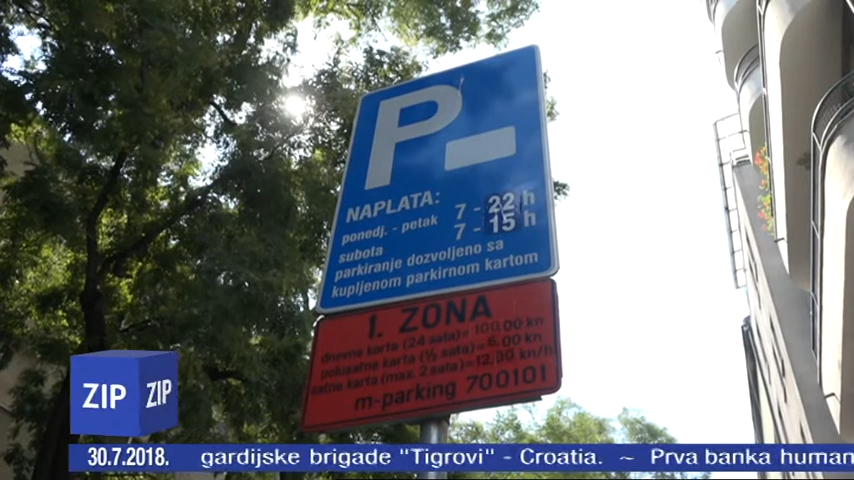 P
NAPLATA:
ponedj. - petak 7 - 22 h
subota 7 - 15 h
parkiranje dozvoljeno sa
kupljenom parkirnom kartom
1. ZONA
dnevna karta (24 sata)=100,00 kn
polusatna karta (½ sata)=6,00 kn
satna karta (max. 2 sata)=12,00 kn/h
m-parking 700101
ZIP ZIP
30.7.2018. gardijske brigade "Tigrovi" - Croatia. ~ Prva banka human